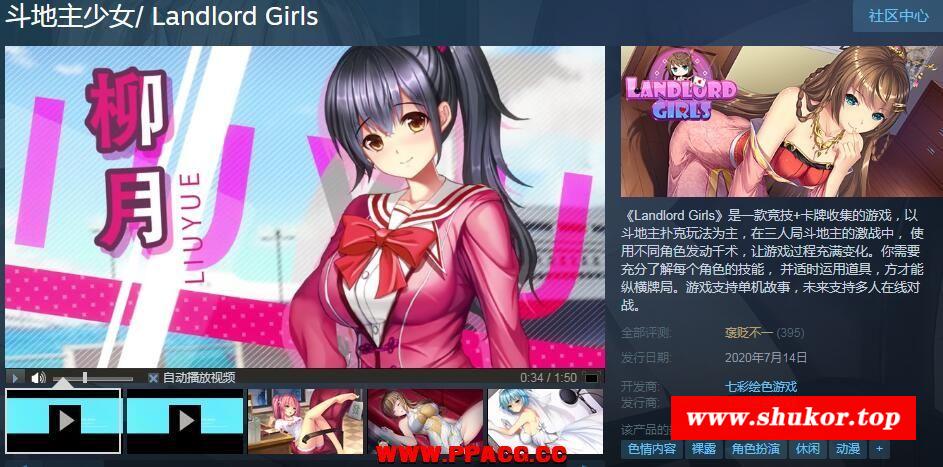 斗地主少女/ Landlord Girls
社区中心
柳月
LIUYUE
LIUYU
LANDLORD
GIRLS
《Landlord Girls》是一款竞技+卡牌收集的游戏，以
斗地主扑克玩法为主，在三人局斗地主的激战中， 使
用不同角色发动千术，让游戏过程充满变化。你需要
充分了解每个角色的技能， 并适时运用道具，方才能
纵横牌局。游戏支持单机故事，未来支持多人在线对
战。
全部评测: 褒贬不一 (395)
发行日期: 2020年7月14日
开发商: 七彩绘色游戏
发行商:
该产品的
色情内容 裸露 角色扮演 休闲 动漫 +
自动播放视频 0:34 / 1:50
www.shukor.top
WWW.PPACG.CC